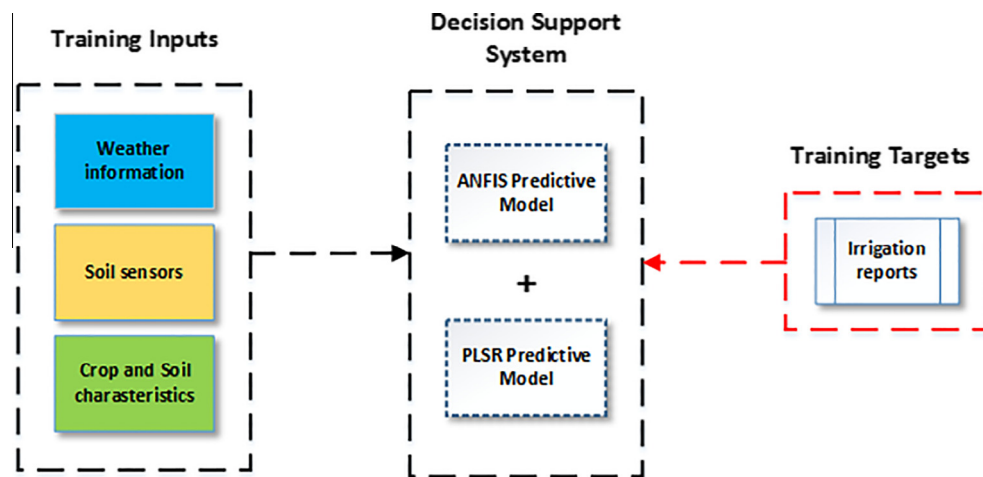 Training Inputs
Weather
information
Soil sensors
Crop and Soil
charasteristics
Decision Support
System
ANFIS Predictive
Model
+
PLSR Predictive
Model
Training Targets
Irrigation
reports